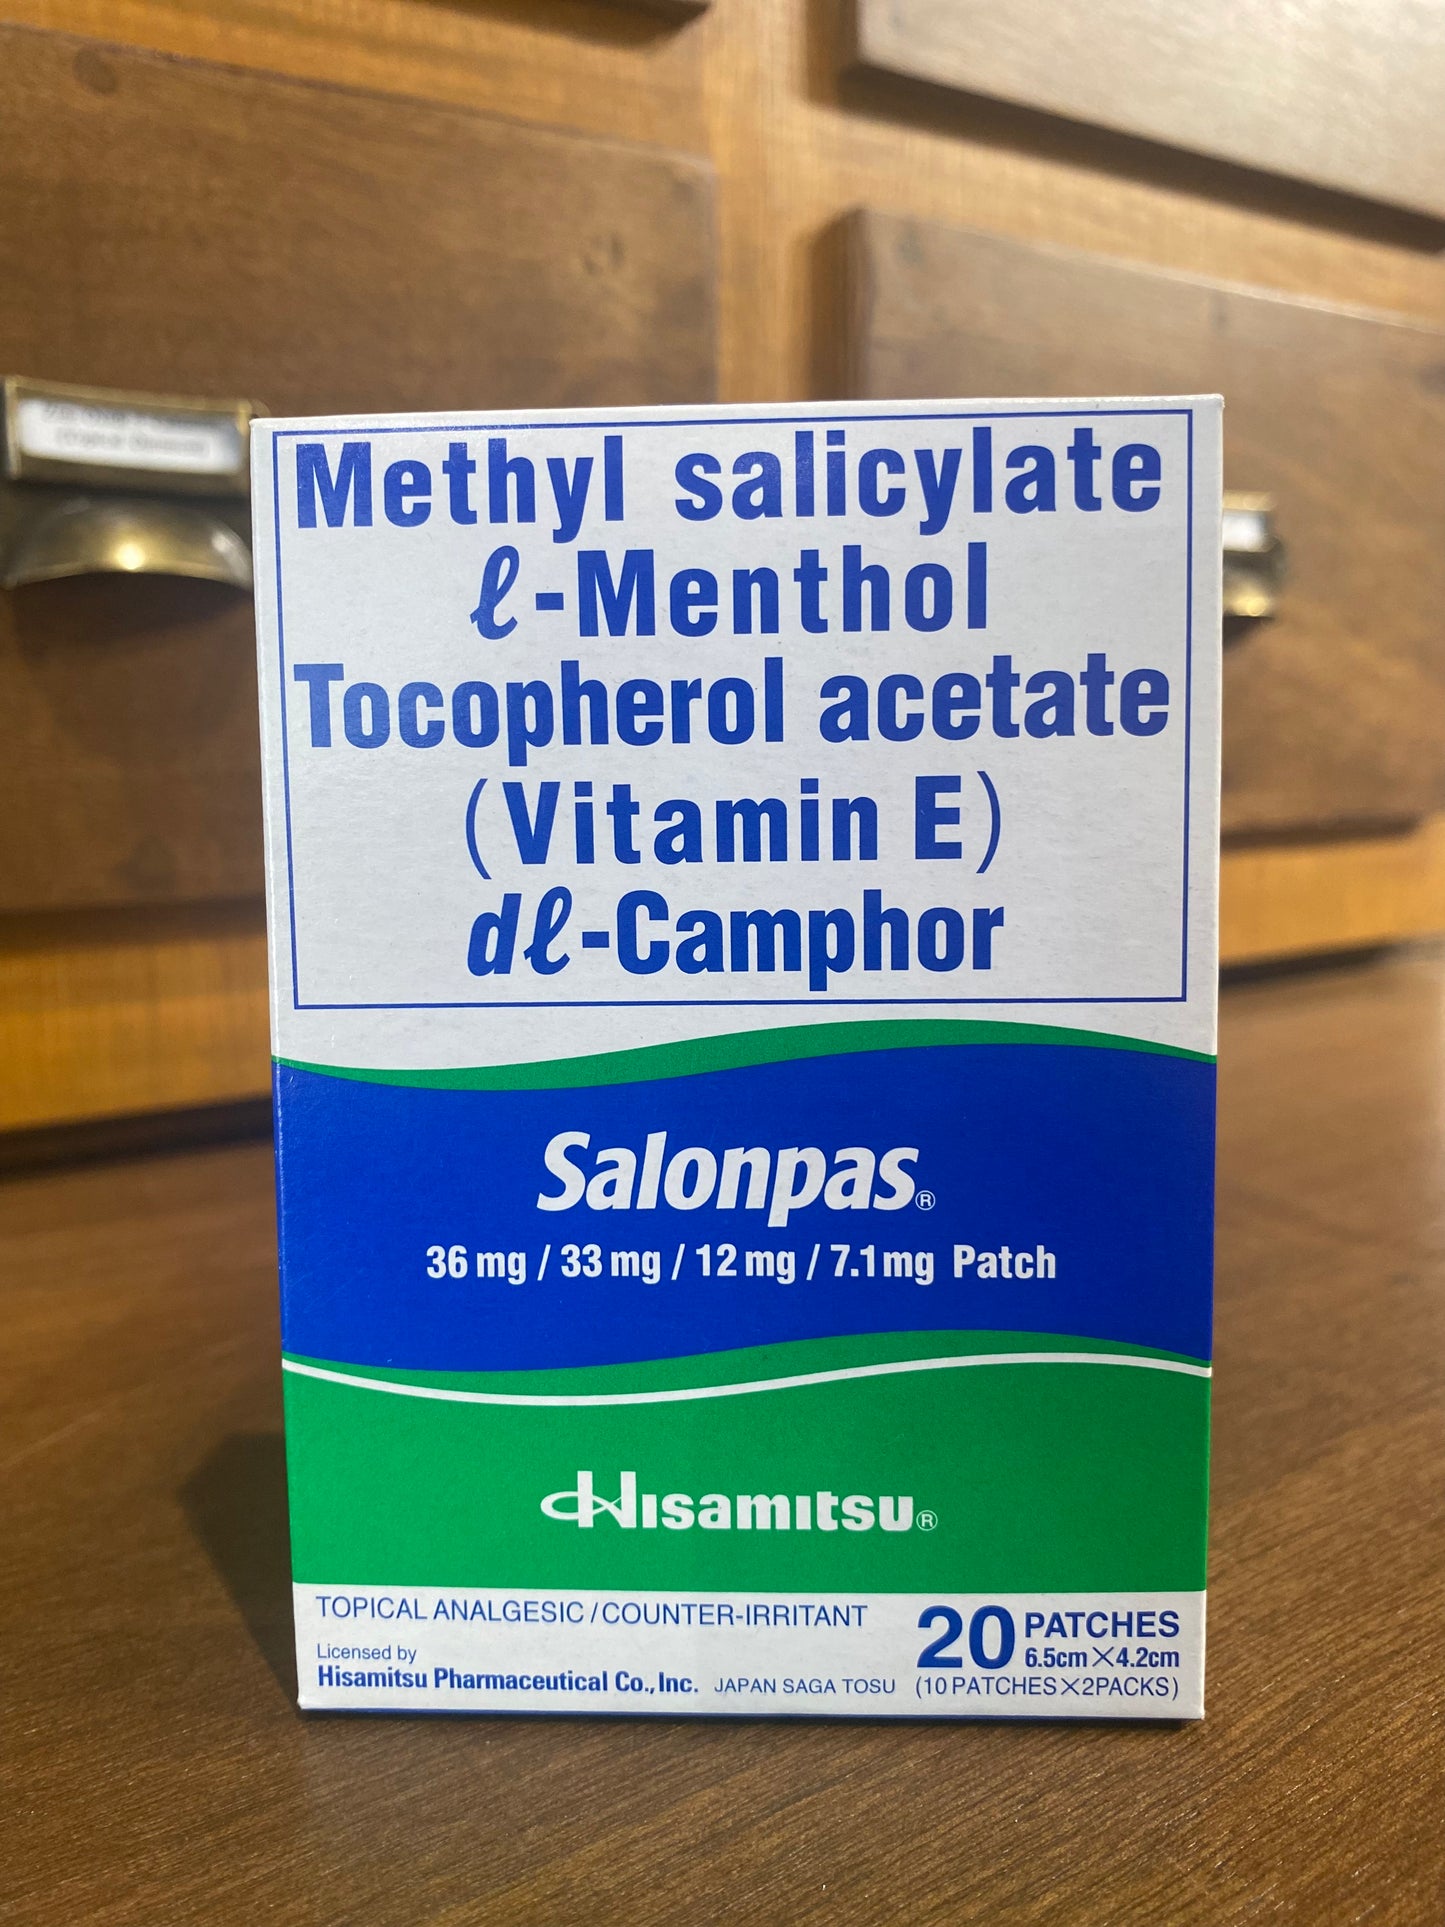 Methyl salicylate
ℓ-Menthol
Tocopherol acetate
(Vitamin E)
dℓ-Camphor
Salonpas®
36 mg / 33 mg / 12 mg / 7.1 mg Patch
Hisamitsu®
TOPICAL ANALGESIC / COUNTER-IRRITANT
Licensed by
Hisamitsu Pharmaceutical Co., Inc. JAPAN SAGA TOSU
20 PATCHES
6.5cm×4.2cm
(10 PATCHES×2PACKS)